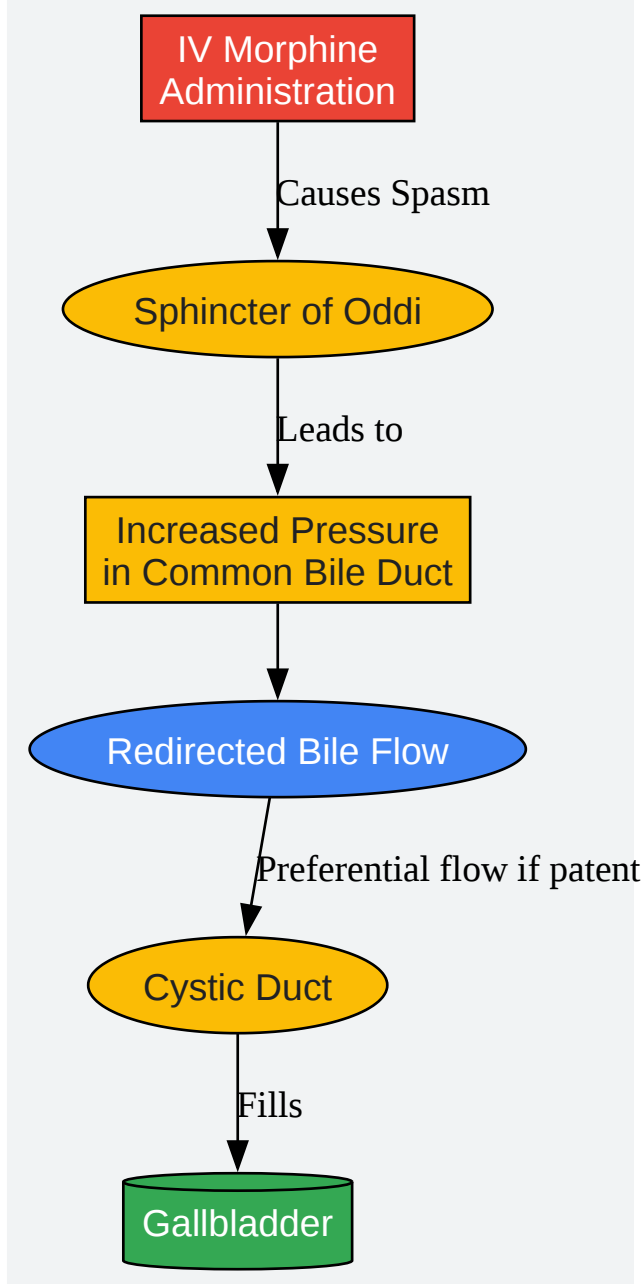 IV Morphine
Administration
Causes Spasm
Sphincter of Oddi
Leads to
Increased Pressure
in Common Bile Duct
Redirected Bile Flow
Preferential flow if patent
Cystic Duct
Fills
Gallbladder